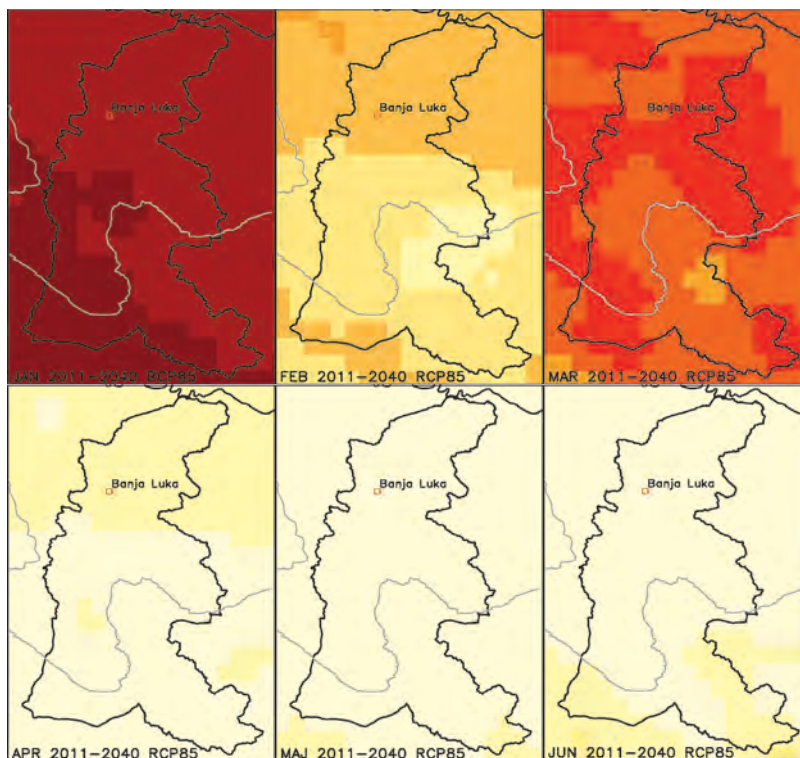 Banja Luka
JAN 2011-2040 RCP85
Banja Luka
FEB 2011-2040 RCP85
Banja Luka
MAR 2011-2040 RCP85
Banja Luka
APR 2011-2040 RCP85
Banja Luka
MAJ 2011-2040 RCP85
Banja Luka
JUN 2011-2040 RCP85